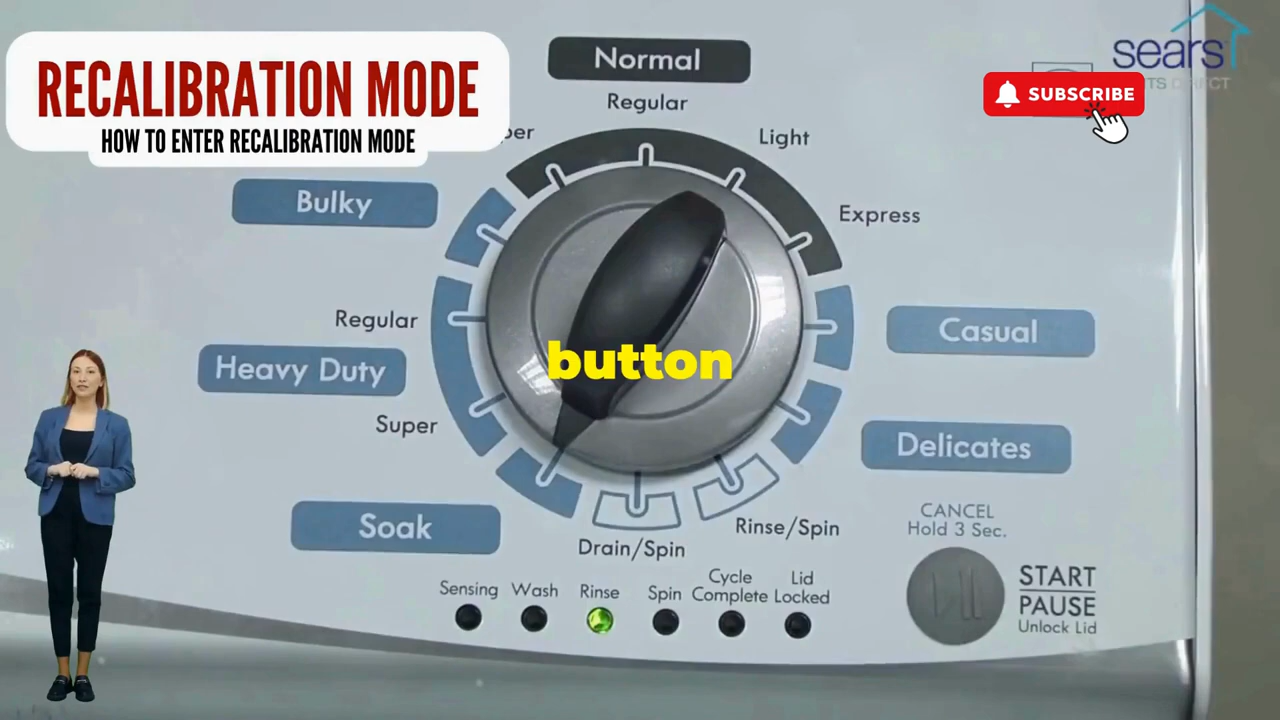 RECALIBRATION MODE
HOW TO ENTER RECALIBRATION MODE
sears
SUBSCRIBE
DIRECT
Normal
Regular
Light
Express
Bulky
Regular
Heavy Duty
Super
Casual
button
Delicates
Soak
Drain/Spin
Rinse/Spin
CANCEL
Hold 3 Sec.
Sensing
Wash
Rinse
Spin
Cycle
Complete
Lid
Locked
START
PAUSE
Unlock Lid